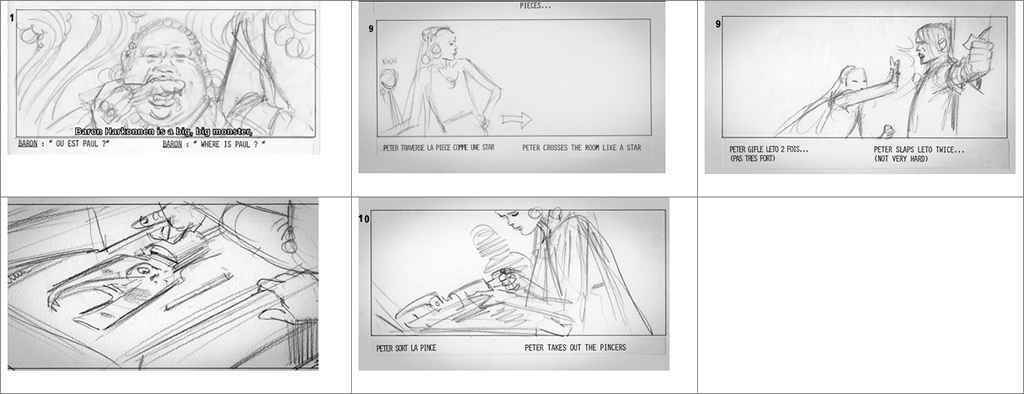 1
Baron Harkonnen is a big, big monster,
BARON : " OU EST PAUL ?"
BARON : " WHERE IS PAUL ? "
PIECES...
9
PETER TRAVERSE LA PIECE COMME UNE STAR
PETER CROSSES THE ROOM LIKE A STAR
9
PETER GIFLE LETO 2 FOIS...
(PAS TRES FORT)
PETER SLAPS LETO TWICE...
(NOT VERY HARD)
10
PETER SORT LA PINCE
PETER TAKES OUT THE PINCERS